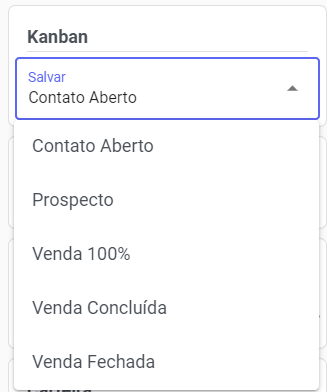 Kanban
Salvar
Contato Aberto
Contato Aberto
Prospecto
Venda 100%
Venda Concluída
Venda Fechada